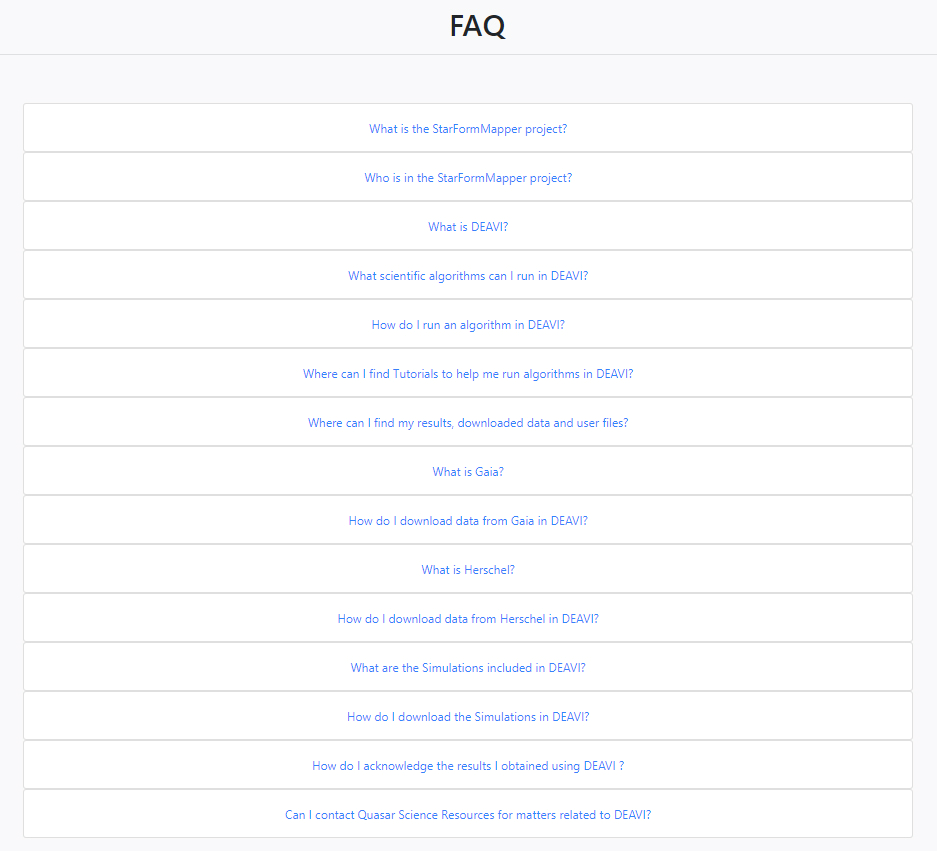 FAQ
What is the StarFormMapper project?
Who is in the StarFormMapper project?
What is DEAVI?
What scientific algorithms can I run in DEAVI?
How do I run an algorithm in DEAVI?
Where can I find Tutorials to help me run algorithms in DEAVI?
Where can I find my results, downloaded data and user files?
What is Gaia?
How do I download data from Gaia in DEAVI?
What is Herschel?
How do I download data from Herschel in DEAVI?
What are the Simulations included in DEAVI?
How do I download the Simulations in DEAVI?
How do I acknowledge the results I obtained using DEAVI ?
Can I contact Quasar Science Resources for matters related to DEAVI?